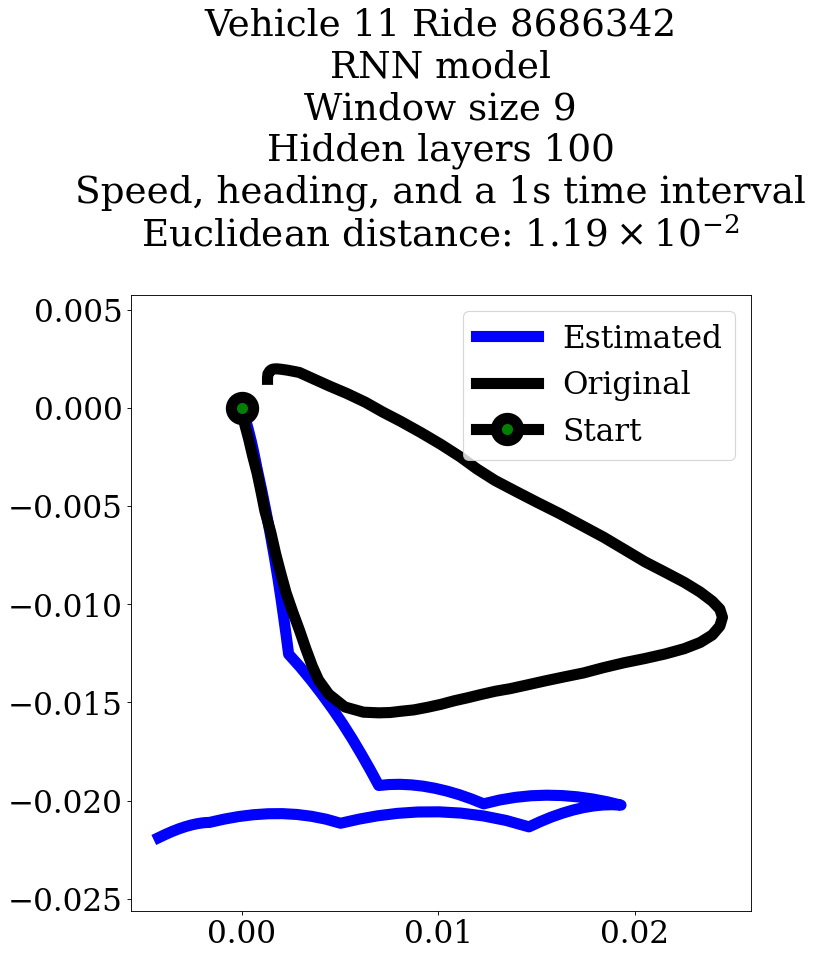 Vehicle 11 Ride 8686342
RNN model
Window size 9
Hidden layers 100
Speed, heading, and a 1s time interval
Euclidean distance: 1.19 × 10⁻²
Estimated
Original
Start
0.005
0.000
−0.005
−0.010
−0.015
−0.020
−0.025
0.00 0.01 0.02